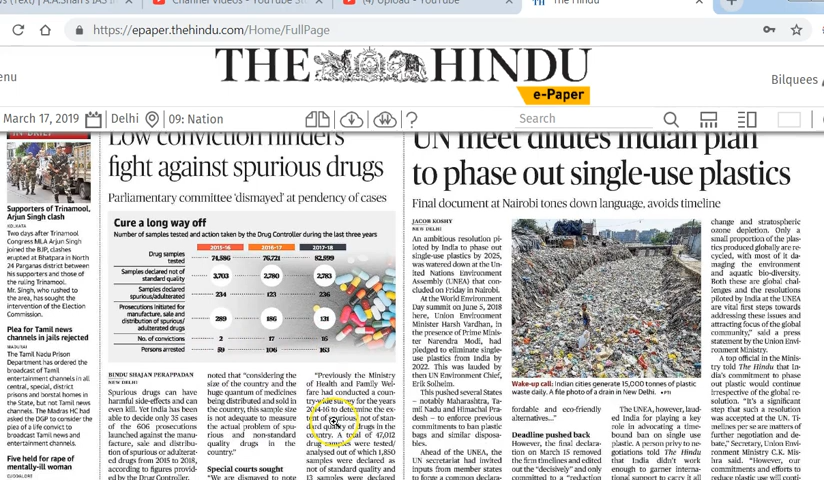 Channel Videos - YouTube St
(4) Upload - YouTube
The Hindu
https://epaper.thehindu.com/Home/FullPage
THE HINDU
e-Paper
enu
Bilquees
March 17, 2019
Delhi
09: Nation
Search
IN BRIEF
Supporters of Trinamool,
Arjun Singh clash
KOLKATA
Two days after Trinamool
Congress MLA Arjun Singh
joined the BJP, clashes
erupted at Bhatpara in North
24 Parganas district between
his supporters and those of
the ruling Trinamool.
Mr. Singh, who rushed to
the area, has sought the
intervention of the Election
Commission.
Plea for Tamil news
channels in jails rejected
MADURAI
The Tamil Nadu Prison
Department has ordered the
broadcast of Tamil
entertainment channels in all
central, special, district
prisons and borstal homes in
the State, but not Tamil news
channels. The Madras HC had
asked the DGP to consider the
plea of a life convict to
broadcast Tamil news and
entertainment channels.
Five held for rape of
mentally-ill woman
Low conviction hinders
fight against spurious drugs
Parliamentary committee 'dismayed' at pendency of cases
Cure a long way off
Number of samples tested and action taken by the Drug Controller during the last three years
2015-16 2016-17 2017-18
Drug samples
tested 74,586 76,721 82,599
Samples declared not of
standard quality 3,703 2,780 2,783
Samples declared
spurious/adulterated 234 123 236
Prosecutions initiated for
manufacture, sale and
distribution of spurious/
adulterated drugs 289 186 131
No. of convictions 2 17
Persons arrested 89 106 163
BINDU SHAJAN PERAPPADAN
NEW DELHI
Spurious drugs can have
harmful side-effects and can
even kill. Yet India has been
able to decide only 35 cases
of the 606 prosecutions
launched against the
manufacture, sale and distribution
of spurious or adulterated
drugs from 2015 to 2018,
according to figures provided
by the Drug Controller
noted that "considering the
size of the country and the
huge quantum of medicines
being distributed and sold in
the country, this sample size
is not adequate to measure
the actual problem of spurious
and non-standard
quality drugs in the
country."
Special courts sought
"We are dismayed to note
"Previously the Ministry
of Health and Family Welfare
had conducted a country-
survey for the years
2014-16 to draw the extent
of spurious, not of standard
quality drugs in the
country. A total of 47,012
drug samples were tested/
analysed out of which 1,850
samples were declared as
not of standard quality and
13 samples were declared
UN meet dilutes Indian plan
to phase out single-use plastics
Final document at Nairobi tones down language, avoids timeline
JACOB KOSHY
NEW DELHI
An ambitious resolution piloted
by India to phase out
single-use plastics by 2025,
was watered down at the United
Nations Environment
Assembly (UNEA) that concluded
on Friday in Nairobi.
At the World Environment
Day summit on June 5, 2018
here, Union Environment
Minister Harsh Vardhan, in
the presence of Prime Minister
Narendra Modi, had
pledged to eliminate single-
use plastics from India by
2022. This was lauded by
then UN Environment Chief,
Erik Solheim.
This pushed several States
– notably Maharashtra, Tamil
Nadu and Himachal Pradesh
– to enforce previous
commitments to ban plastic
bags and similar disposables.
Ahead of the UNEA, the
UN secretariat had invited
inputs from member states
to forge a common declara-
Wake-up call: Indian cities generate 15,000 tonnes of plastic
waste daily. A file photo of a drain in New Delhi. PTI
fordable and eco-friendly
alternatives..."
Deadline pushed back
However, the final declaration
on March 15 removed
the firm timelines and edited
out the "decisively" and only
committed to a "reduction
The UNEA, however, lauded
India for playing a key
role in advocating a time-
bound ban on single use
plastic. A person privy to negotiations
told The Hindu
that India didn't work
enough to garner international
support to carry it all
change and stratospheric
ozone depletion. Only a
small proportion of the plastics
produced globally are recycled,
with most of it damaging
the environment
and aquatic bio-diversity.
Both these are global challenges
and the resolutions
piloted by India at the UNEA
are vital first steps towards
addressing these issues and
attracting focus of the global
community," said a press
statement by the Union Environment
Ministry.
A top official in the Ministry
told The Hindu that India's
commitment to phase
out plastic would continue
irrespective of the global resolution.
"It's a significant
step that such a resolution
was accepted at the UN. Timelines
per se are matters of
further negotiation and debate,"
Secretary, Union Environment
Ministry C.K. Mishra
said. "However, our
commitments and efforts to
reduce plastic use will conti-